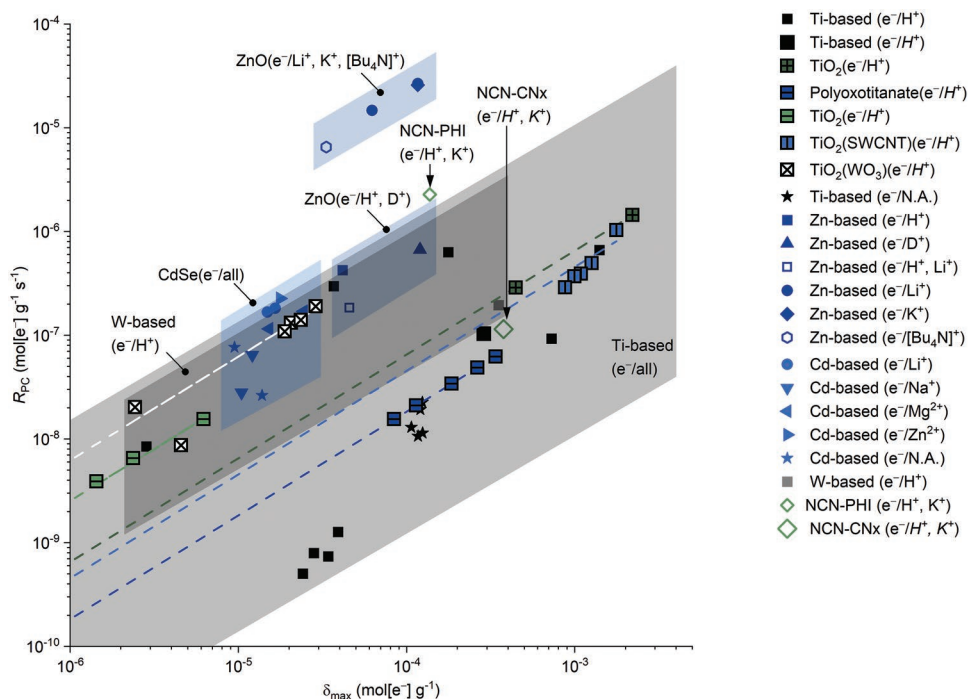 10⁻⁴
10⁻⁵
10⁻⁶
10⁻⁷
10⁻⁸
10⁻⁹
10⁻¹⁰
R_PC (mol[e⁻] g⁻¹ s⁻¹)
ZnO(e⁻/Li⁺, K⁺, [Bu₄N]⁺)
NCN-CNx
(e⁻/H⁺, K⁺)
NCN-PHI
(e⁻/H⁺, K⁺)
ZnO(e⁻/H⁺, D⁺)
CdSe(e⁻/all)
W-based
(e⁻/H⁺)
Ti-based
(e⁻/all)
10⁻⁶
10⁻⁵
10⁻⁴
10⁻³
δ_max (mol[e⁻] g⁻¹)
Ti-based (e⁻/H⁺)
Ti-based (e⁻/H⁺)
TiO₂(e⁻/H⁺)
Polyoxotitanate(e⁻/H⁺)
TiO₂(e⁻/H⁺)
TiO₂(SWCNT)(e⁻/H⁺)
TiO₂(WO₃)(e⁻/H⁺)
Ti-based (e⁻/N.A.)
Zn-based (e⁻/H⁺)
Zn-based (e⁻/D⁺)
Zn-based (e⁻/H⁺, Li⁺)
Zn-based (e⁻/Li⁺)
Zn-based (e⁻/K⁺)
Zn-based (e⁻/[Bu₄N]⁺)
Cd-based (e⁻/Li⁺)
Cd-based (e⁻/Na⁺)
Cd-based (e⁻/Mg²⁺)
Cd-based (e⁻/Zn²⁺)
Cd-based (e⁻/N.A.)
W-based (e⁻/H⁺)
NCN-PHI (e⁻/H⁺, K⁺)
NCN-CNx (e⁻/H⁺, K⁺)